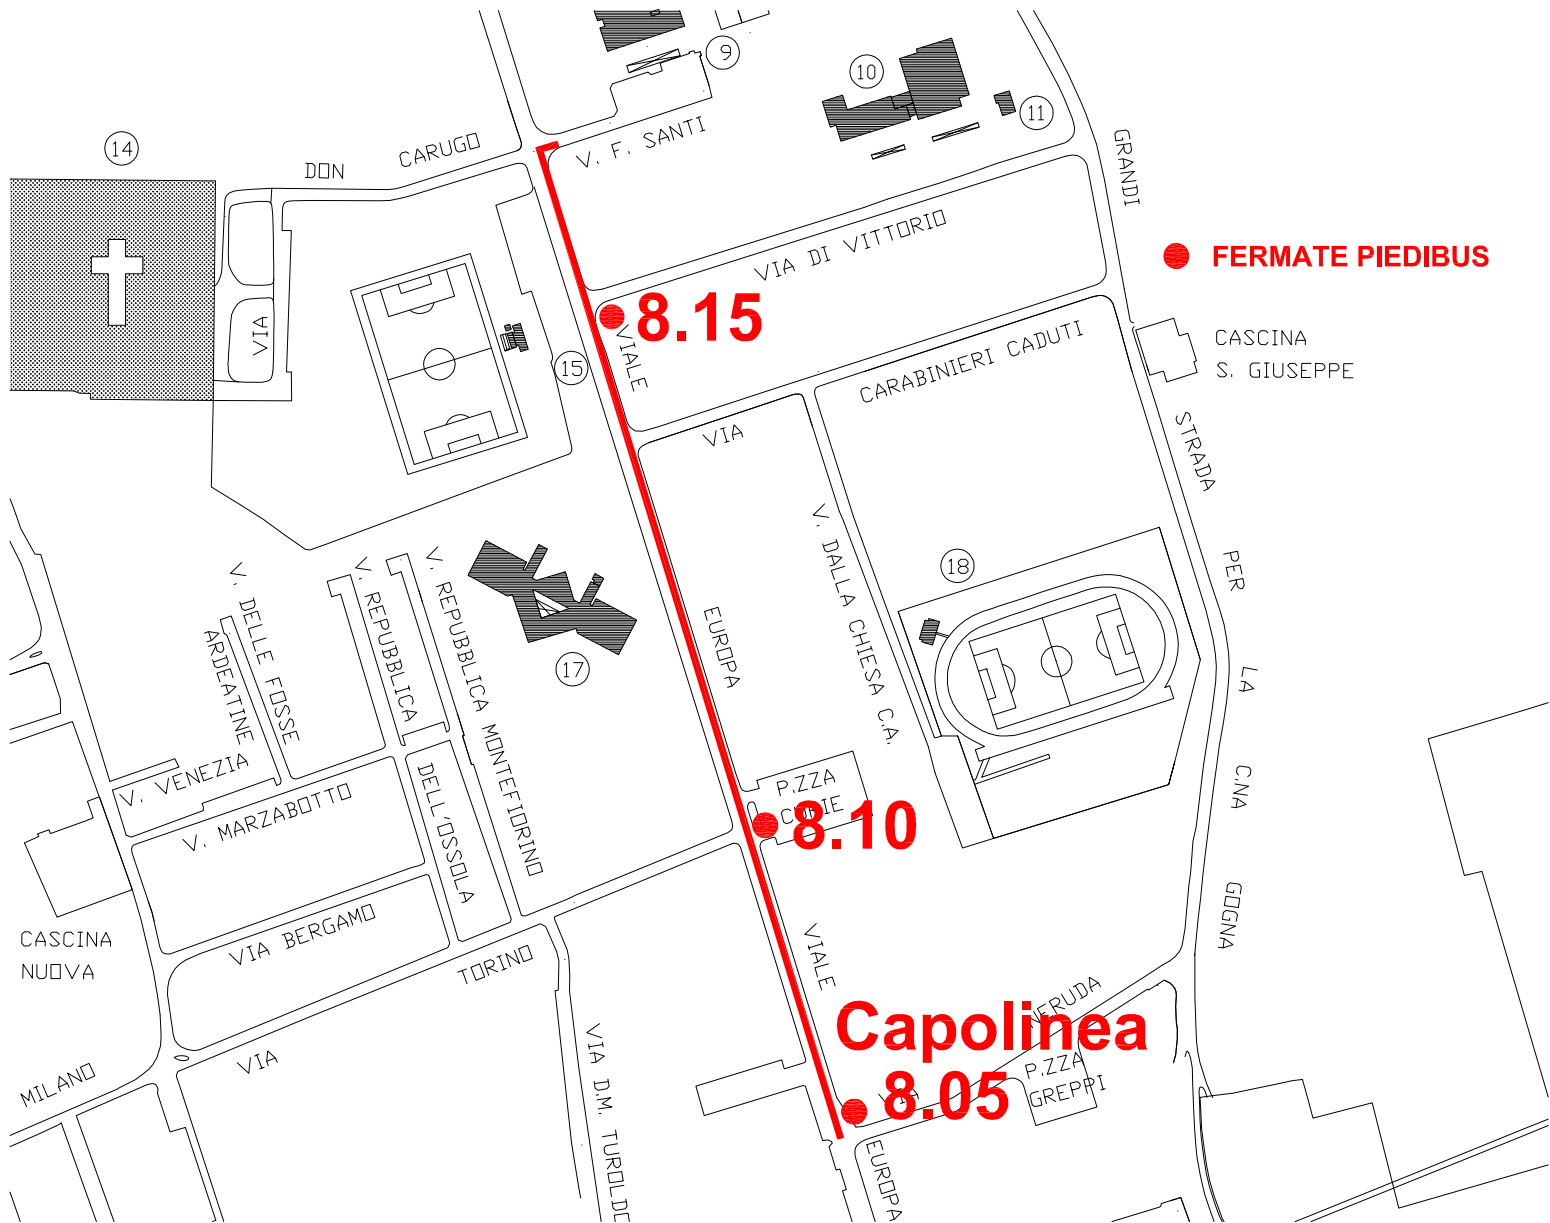 9
10
11
14
DON
CARUGO
V. F. SANTI
GRANDI
VIA DI VITTORIO
FERMATE PIEDIBUS
8.15
VIA
VIALE
15
CARABINIERI CADUTI
CASCINA
S. GIUSEPPE
VIA
STRADA
V. DALLA CHIESA C.A.
18
PER
V. DELLE FOSSE
ARDEATINE
V. REPUBBLICA
DELL'OSSOLA
V. REPUBBLICA MONTEFIORINO
17
EUROPA
LA
C.NA
GOGNA
V. VENEZIA
V. MARZABOTTO
P.ZZA
CURIE
8.10
CASCINA
NUOVA
VIA BERGAMO
TORINO
VIA
MILANO
VIALE
VIA D.M. TUROLDO
Capolinea
8.05
VIA
NERUDA
P.ZZA
GREPPI
EUROPA